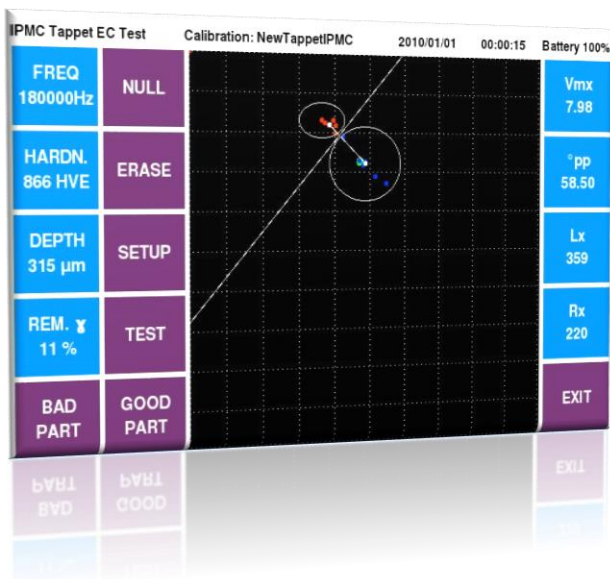 IPMC Tappet EC Test
Calibration: NewTappetIPMC
2010/01/01
00:00:15
Battery 100%
FREQ
180000Hz
NULL
HARDN.
866 HVE
ERASE
DEPTH
315 µm
SETUP
REM. ɣ
11 %
TEST
BAD
PART
GOOD
PART
Vmx
7.98
°pp
58.50
Lx
359
Rx
220
EXIT